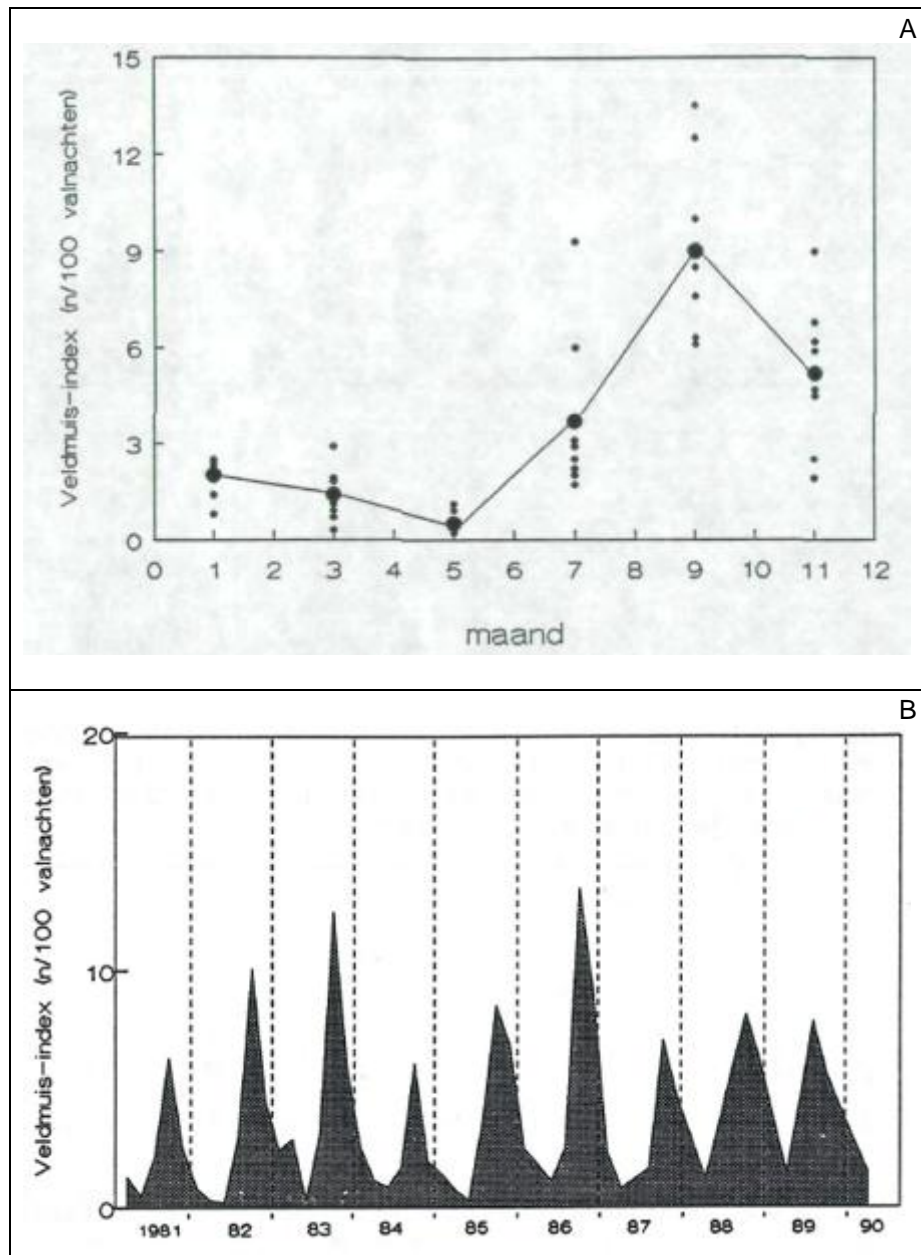 A
Veldmuis-index (n/100 valnachten)
15
12
9
6
3
0
0 1 2 3 4 5 6 7 8 9 10 11 12
maand
B
Veldmuis-index (n/100 valnachten)
20
10
0
1981 82 83 84 85 86 87 88 89 90